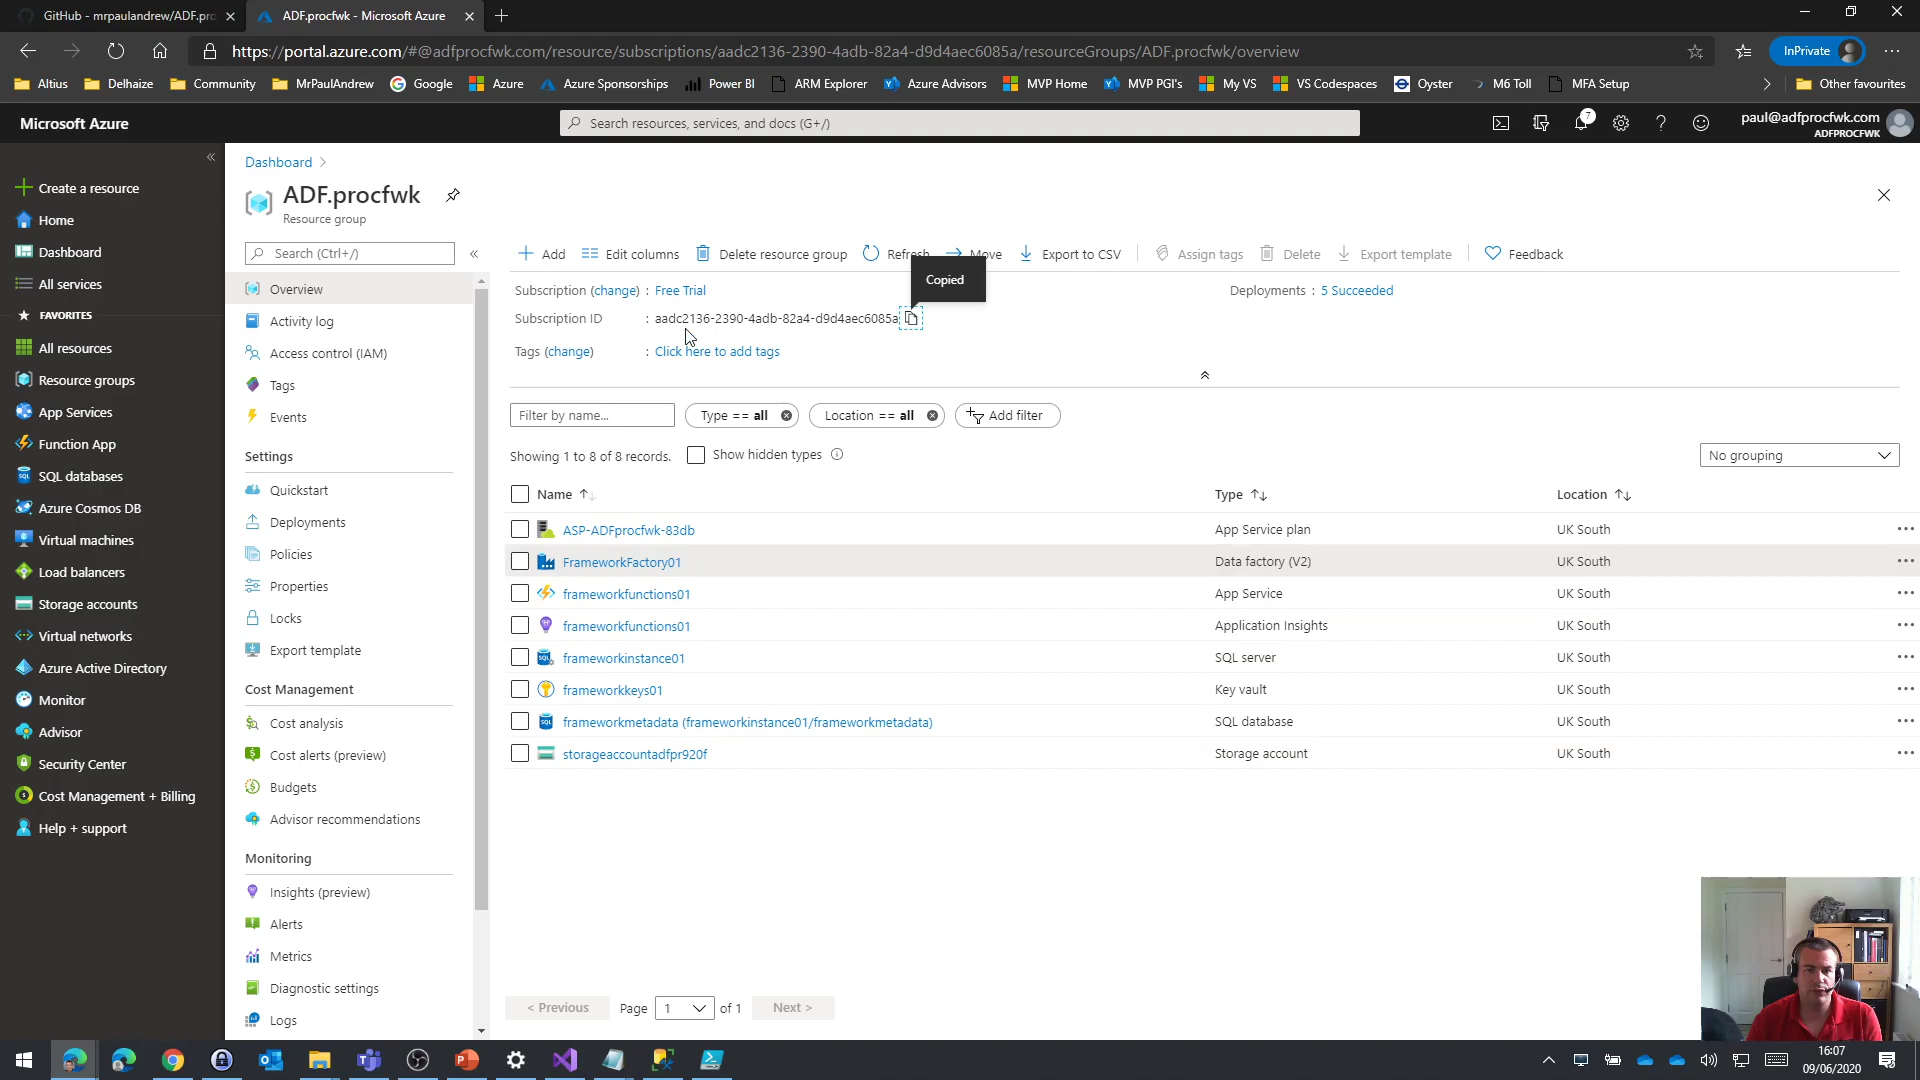 GitHub - mrpaulandrew/ADF.pro
ADF.procfwk - Microsoft Azure
https://portal.azure.com/#@adfprocfwk.com/resource/subscriptions/aadc2136-2390-4adb-82a4-d9d4aec6085a/resourceGroups/ADF.procfwk/overview
InPrivate
Altius
Delhaize
Community
MrPaulAndrew
Google
Azure
Azure Sponsorships
Power BI
ARM Explorer
Azure Advisors
MVP Home
MVP PGI's
My VS
VS Codespaces
Oyster
M6 Toll
MFA Setup
Other favourites
Microsoft Azure
Search resources, services, and docs (G+/)
7
paul@adfprocfwk.com
ADFPROCFWK
Create a resource
Home
Dashboard
All services
FAVORITES
All resources
Resource groups
App Services
Function App
SQL databases
Azure Cosmos DB
Virtual machines
Load balancers
Storage accounts
Virtual networks
Azure Active Directory
Monitor
Advisor
Security Center
Cost Management + Billing
Help + support
Dashboard
ADF.procfwk
Resource group
Search (Ctrl+/)
Overview
Activity log
Access control (IAM)
Tags
Events
Settings
Quickstart
Deployments
Policies
Properties
Locks
Export template
Cost Management
Cost analysis
Cost alerts (preview)
Budgets
Advisor recommendations
Monitoring
Insights (preview)
Alerts
Metrics
Diagnostic settings
Logs
Add
Edit columns
Delete resource group
Refresh
Move
Export to CSV
Assign tags
Delete
Export template
Feedback
Copied
Subscription (change) : Free Trial
Deployments : 5 Succeeded
Subscription ID : aadc2136-2390-4adb-82a4-d9d4aec6085a
Tags (change) : Click here to add tags
Filter by name...
Type == all
Location == all
Add filter
Showing 1 to 8 of 8 records.
Show hidden types
No grouping
Name Type Location
ASP-ADFprocfwk-83db App Service plan UK South
FrameworkFactory01 Data factory (V2) UK South
frameworkfunctions01 App Service UK South
frameworkfunctions01 Application Insights UK South
frameworkinstance01 SQL server UK South
frameworkkeys01 Key vault UK South
frameworkmetadata (frameworkinstance01/frameworkmetadata) SQL database UK South
storageaccountadfpr920f Storage account UK South
< Previous
Page 1 of 1
Next >
16:07
09/06/2020